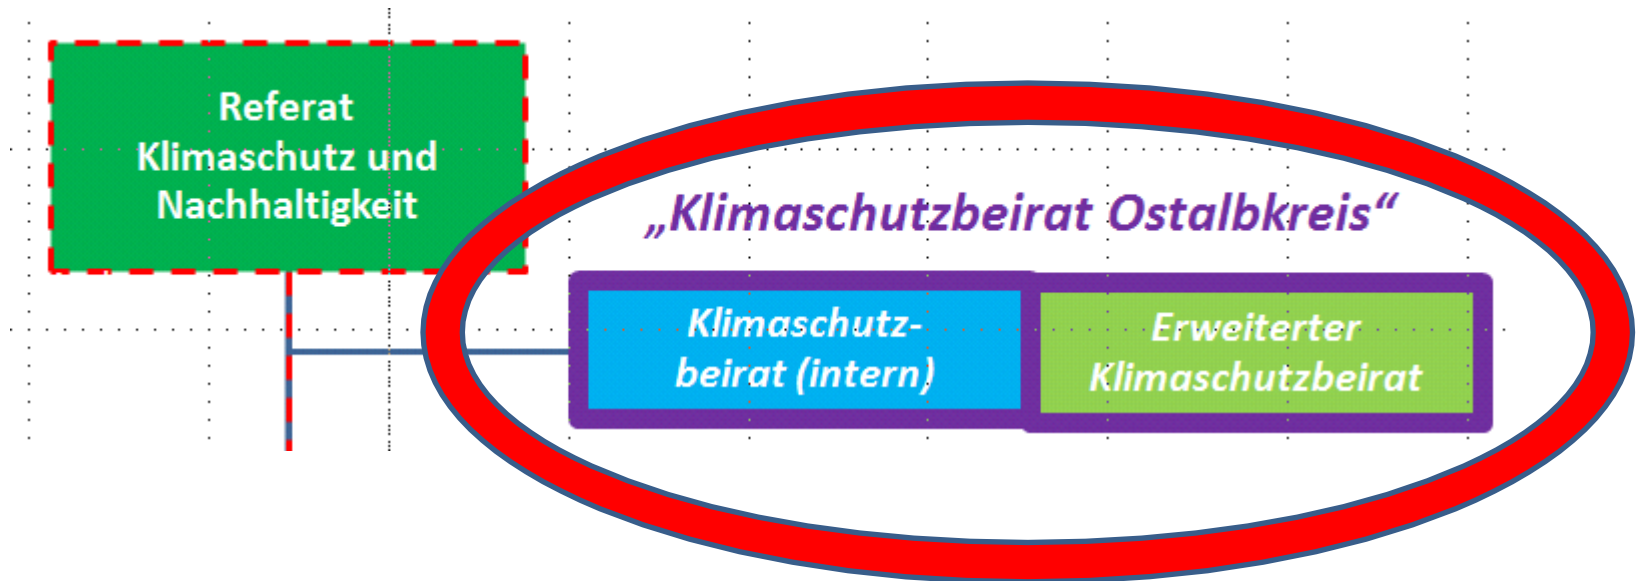 Referat
Klimaschutz und
Nachhaltigkeit
„Klimaschutzbeirat Ostalbkreis“
Klimaschutz-
beirat (intern)
Erweiterter
Klimaschutzbeirat